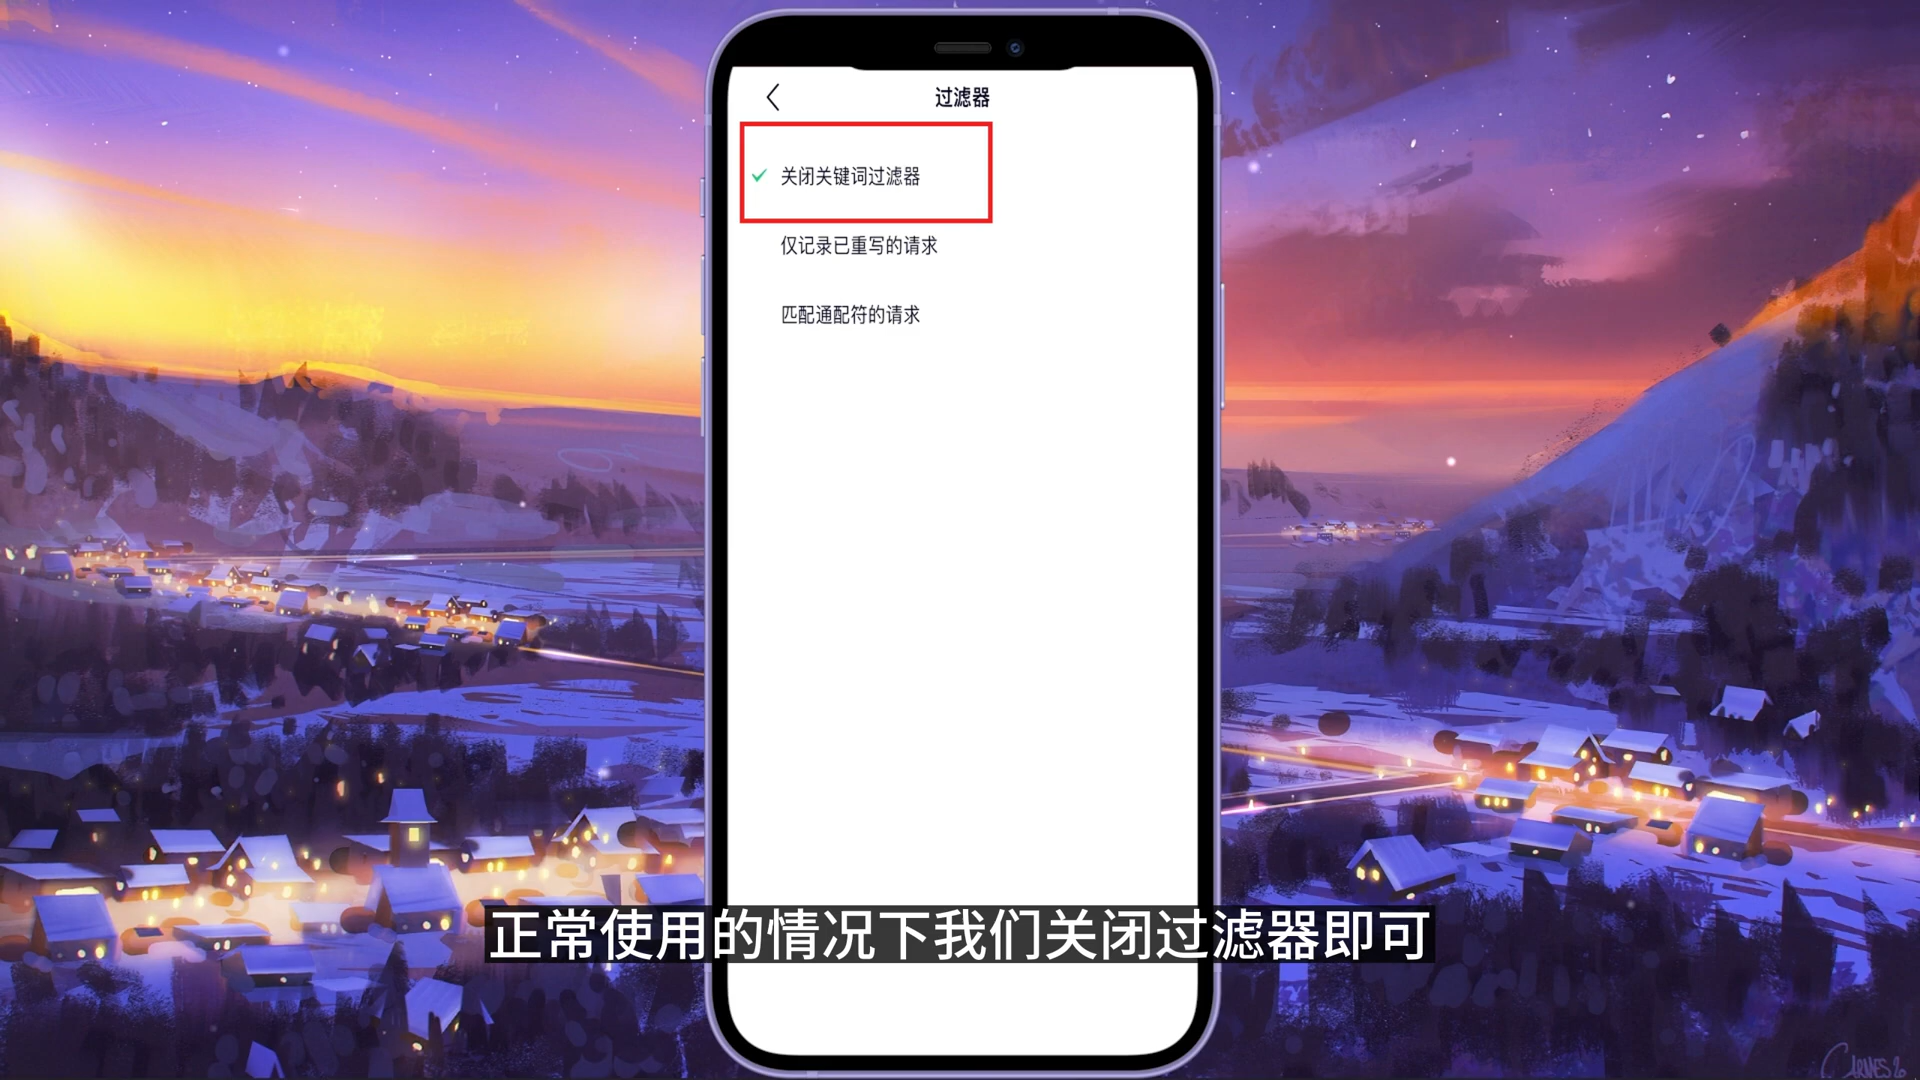 过滤器
关闭关键词过滤器
仅记录已重写的请求
匹配通配符的请求
正常使用的情况下我们关闭过滤器即可